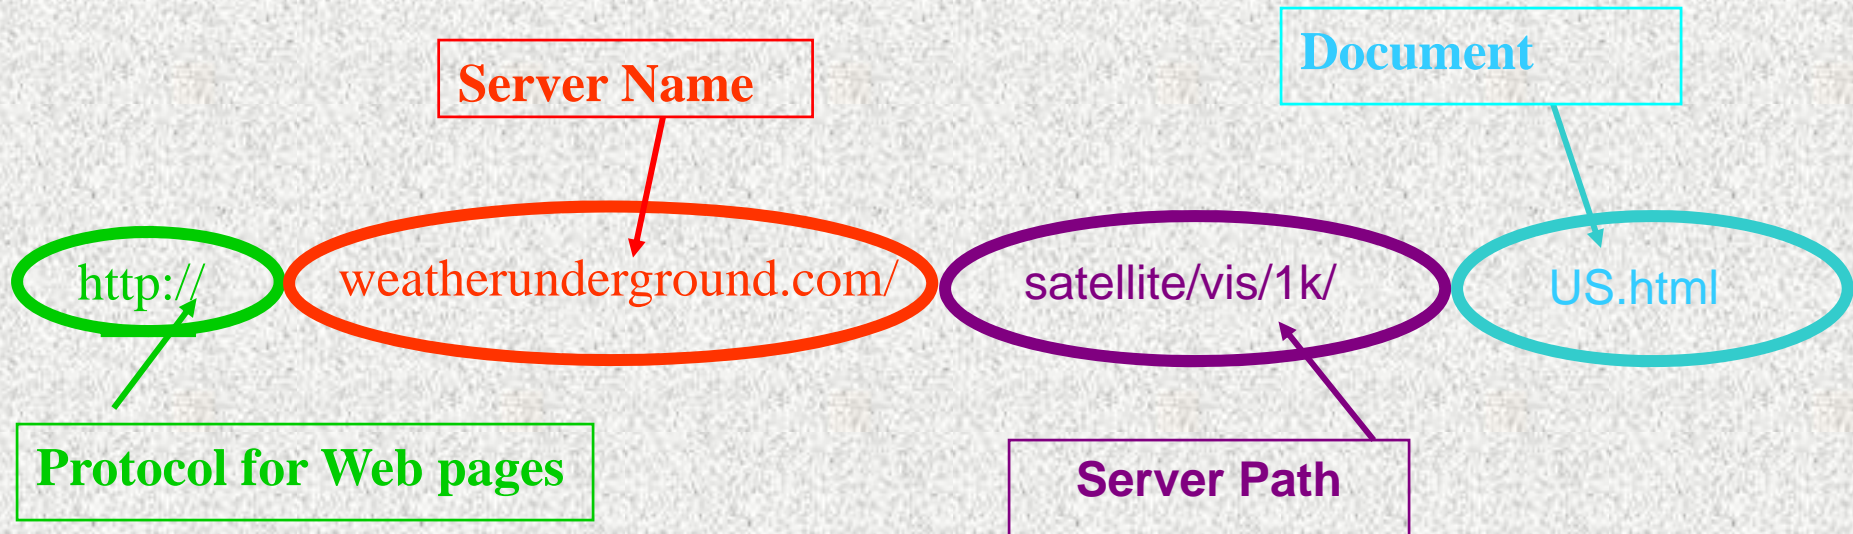 Document
Server Name
http:// weatherunderground.com/ satellite/vis/1k/ US.html
Protocol for Web pages
Server Path